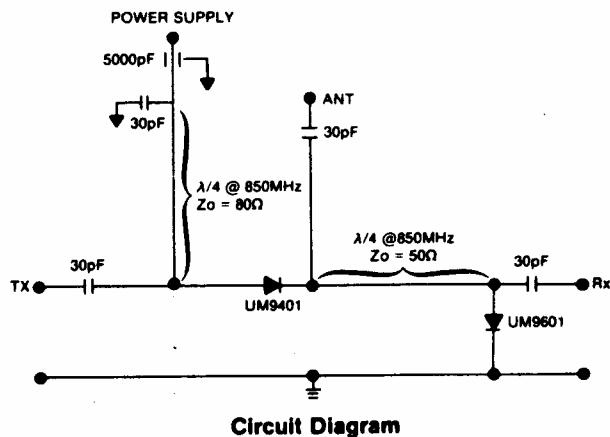 POWER SUPPLY
5000pF
30pF
ANT
30pF
λ/4 @ 850MHz
Zo = 80Ω
λ/4 @850MHz
Zo = 50Ω
30pF
30pF
TX
Rx
UM9401
UM9601
Circuit Diagram